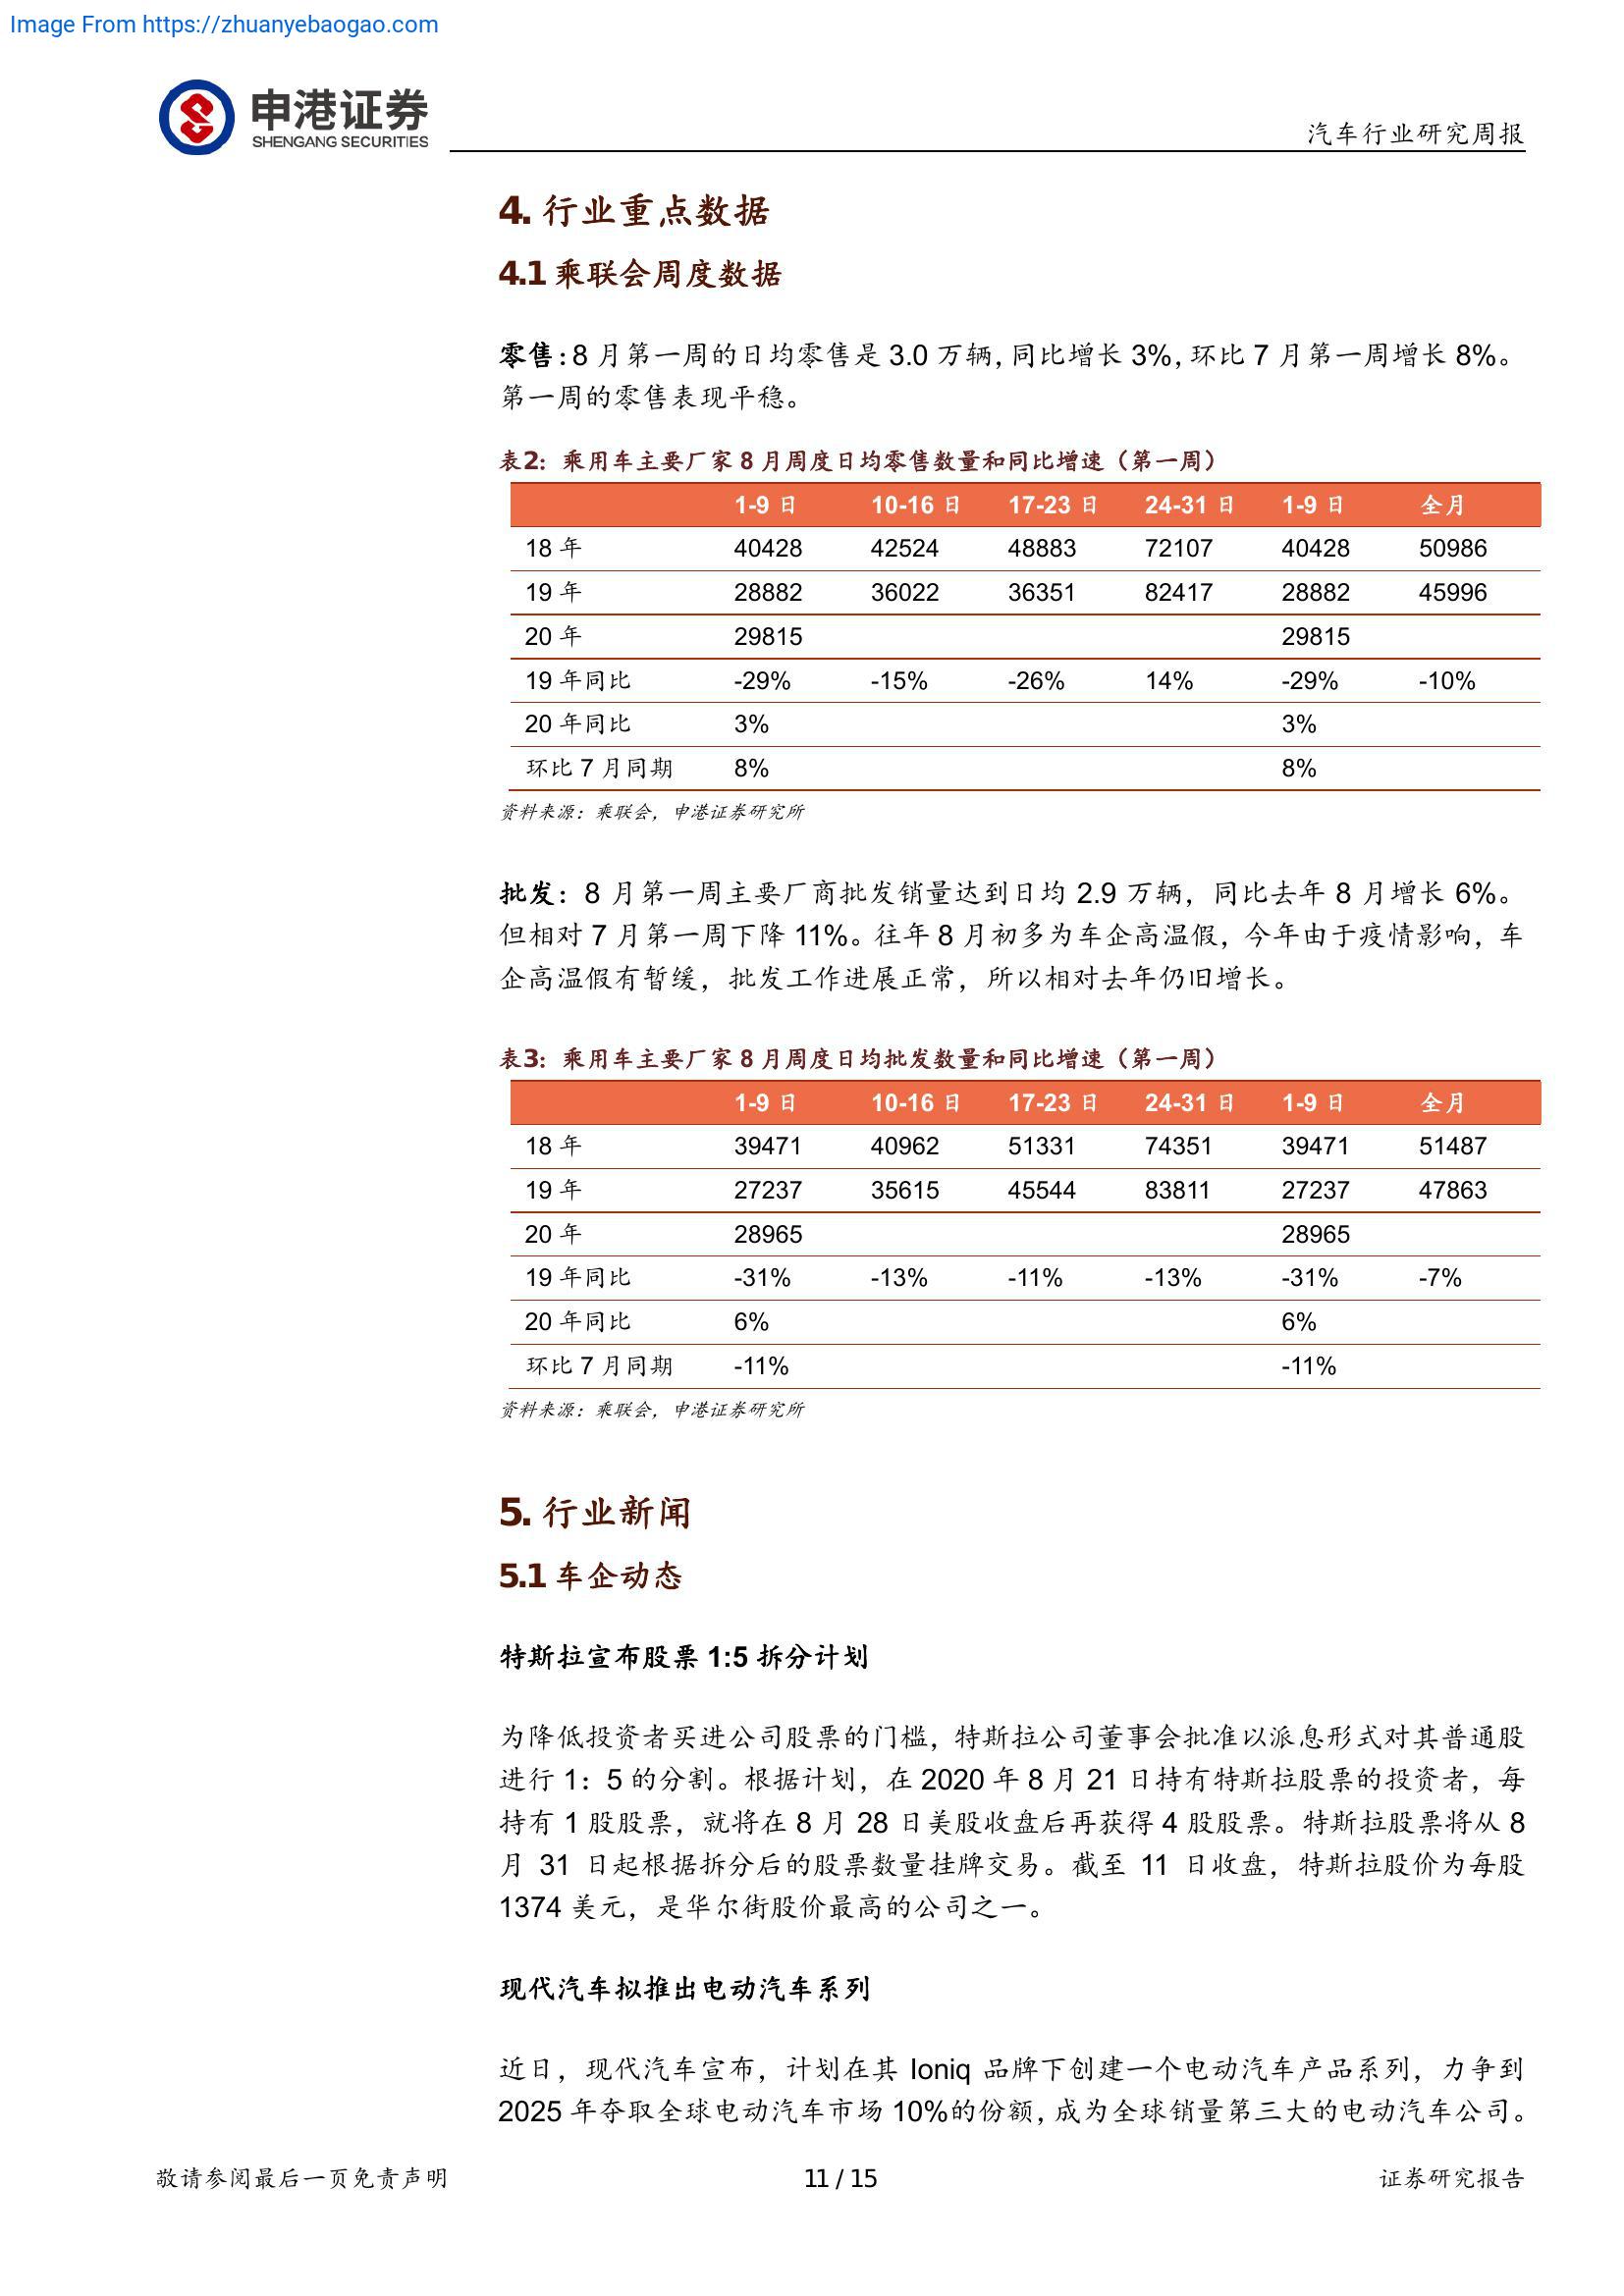 Image From https://zhuanyebaogao.com
申港证券
SHENGANG SECURITIES
汽车行业研究周报
4. 行业重点数据
4.1 乘联会周度数据
零售：8 月第一周的日均零售是 3.0 万辆，同比增长 3%，环比 7 月第一周增长 8%。
第一周的零售表现平稳。
表2：乘用车主要厂家 8 月周度日均零售数量和同比增速（第一周）
1-9 日 10-16 日 17-23 日 24-31 日 1-9 日 全月
18 年 40428 42524 48883 72107 40428 50986
19 年 28882 36022 36351 82417 28882 45996
20 年 29815 29815
19 年同比 -29% -15% -26% 14% -29% -10%
20 年同比 3% 3%
环比 7 月同期 8% 8%
资料来源：乘联会，申港证券研究所
批发：8 月第一周主要厂商批发销量达到日均 2.9 万辆，同比去年 8 月增长 6%。
但相对 7 月第一周下降 11%。往年 8 月初多为车企高温假，今年由于疫情影响，车
企高温假有暂缓，批发工作进展正常，所以相对去年仍旧增长。
表3：乘用车主要厂家 8 月周度日均批发数量和同比增速（第一周）
1-9 日 10-16 日 17-23 日 24-31 日 1-9 日 全月
18 年 39471 40962 51331 74351 39471 51487
19 年 27237 35615 45544 83811 27237 47863
20 年 28965 28965
19 年同比 -31% -13% -11% -13% -31% -7%
20 年同比 6% 6%
环比 7 月同期 -11% -11%
资料来源：乘联会，申港证券研究所
5. 行业新闻
5.1 车企动态
特斯拉宣布股票 1:5 拆分计划
为降低投资者买进公司股票的门槛，特斯拉公司董事会批准以派息形式对其普通股
进行 1：5 的分割。根据计划，在 2020 年 8 月 21 日持有特斯拉股票的投资者，每
持有 1 股股票，就将在 8 月 28 日美股收盘后再获得 4 股股票。特斯拉股票将从 8
月 31 日起根据拆分后的股票数量挂牌交易。截至 11 日收盘，特斯拉股价为每股
1374 美元，是华尔街股价最高的公司之一。
现代汽车拟推出电动汽车系列
近日，现代汽车宣布，计划在其 Ioniq 品牌下创建一个电动汽车产品系列，力争到
2025 年夺取全球电动汽车市场 10%的份额，成为全球销量第三大的电动汽车公司。
敬请参阅最后一页免责声明
11 / 15
证券研究报告